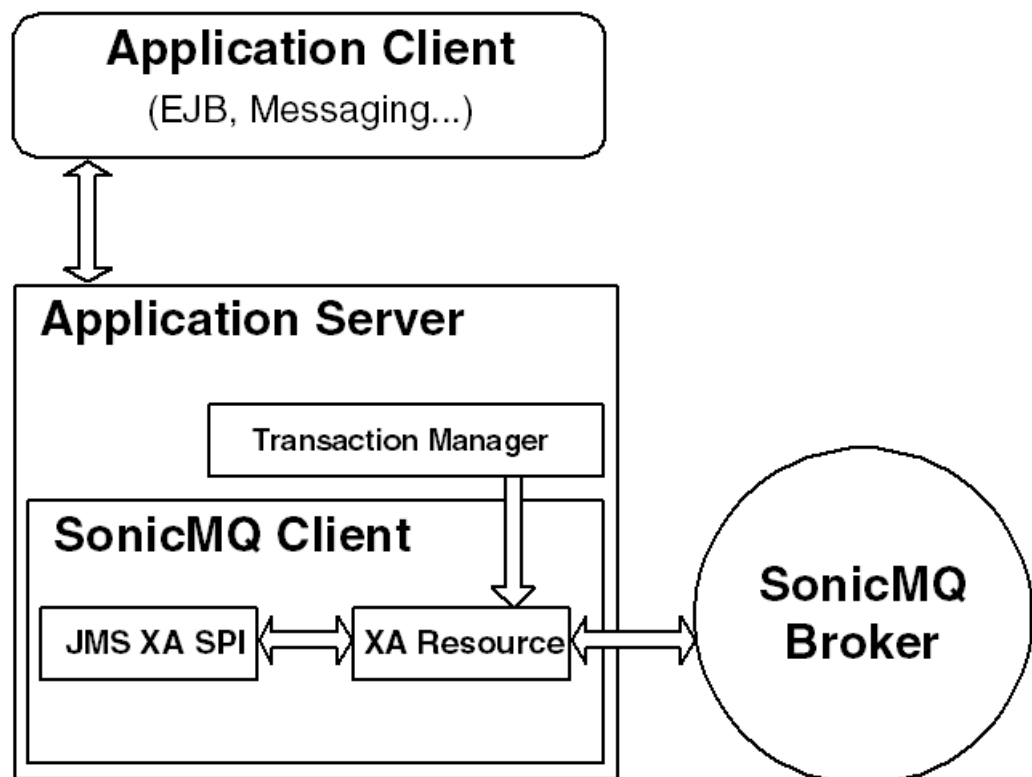 Application Client
(EJB, Messaging...)
Application Server
Transaction Manager
SonicMQ Client
JMS XA SPI
XA Resource
SonicMQ
Broker